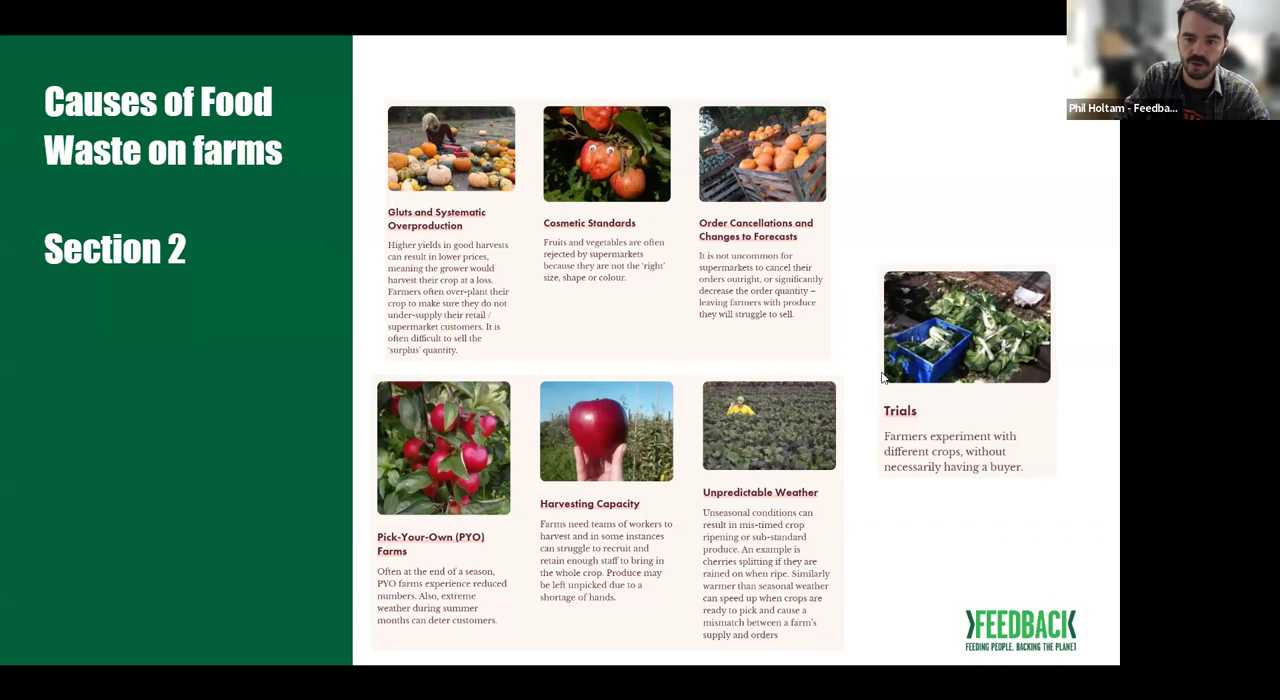 Causes of Food
Waste on farms
Section 2
Phil Holtam - Feedba...
Gluts and Systematic
Overproduction
Higher yields in good harvests
can result in lower prices,
meaning the grower would
harvest their crop at a loss.
Farmers often over-plant their
crop to make sure they do not
under-supply their retail /
supermarket customers. It is
often difficult to sell the
‘surplus’ quantity.
Cosmetic Standards
Fruits and vegetables are often
rejected by supermarkets
because they are not the ‘right’
size, shape or colour.
Order Cancellations and
Changes to Forecasts
It is not uncommon for
supermarkets to cancel their
orders outright, or significantly
decrease the order quantity –
leaving farmers with produce
they will struggle to sell.
Trials
Farmers experiment with
different crops, without
necessarily having a buyer.
Pick-Your-Own (PYO)
Farms
Often at the end of a season,
PYO farms experience reduced
numbers. Also, extreme
weather during summer
months can deter customers.
Harvesting Capacity
Farms need teams of workers to
harvest and in some instances
can struggle to recruit and
retain enough staff to bring in
the whole crop. Produce may
be left unpicked due to a
shortage of hands.
Unpredictable Weather
Unseasonal conditions can
result in mis-timed crop
ripening or sub-standard
produce. An example is
cherries splitting if they are
rained on when ripe. Similarly
warmer than seasonal weather
can speed up when crops are
ready to pick and cause a
mismatch between a farm’s
supply and orders
FEEDBACK
FEEDING PEOPLE. BACKING THE PLANET